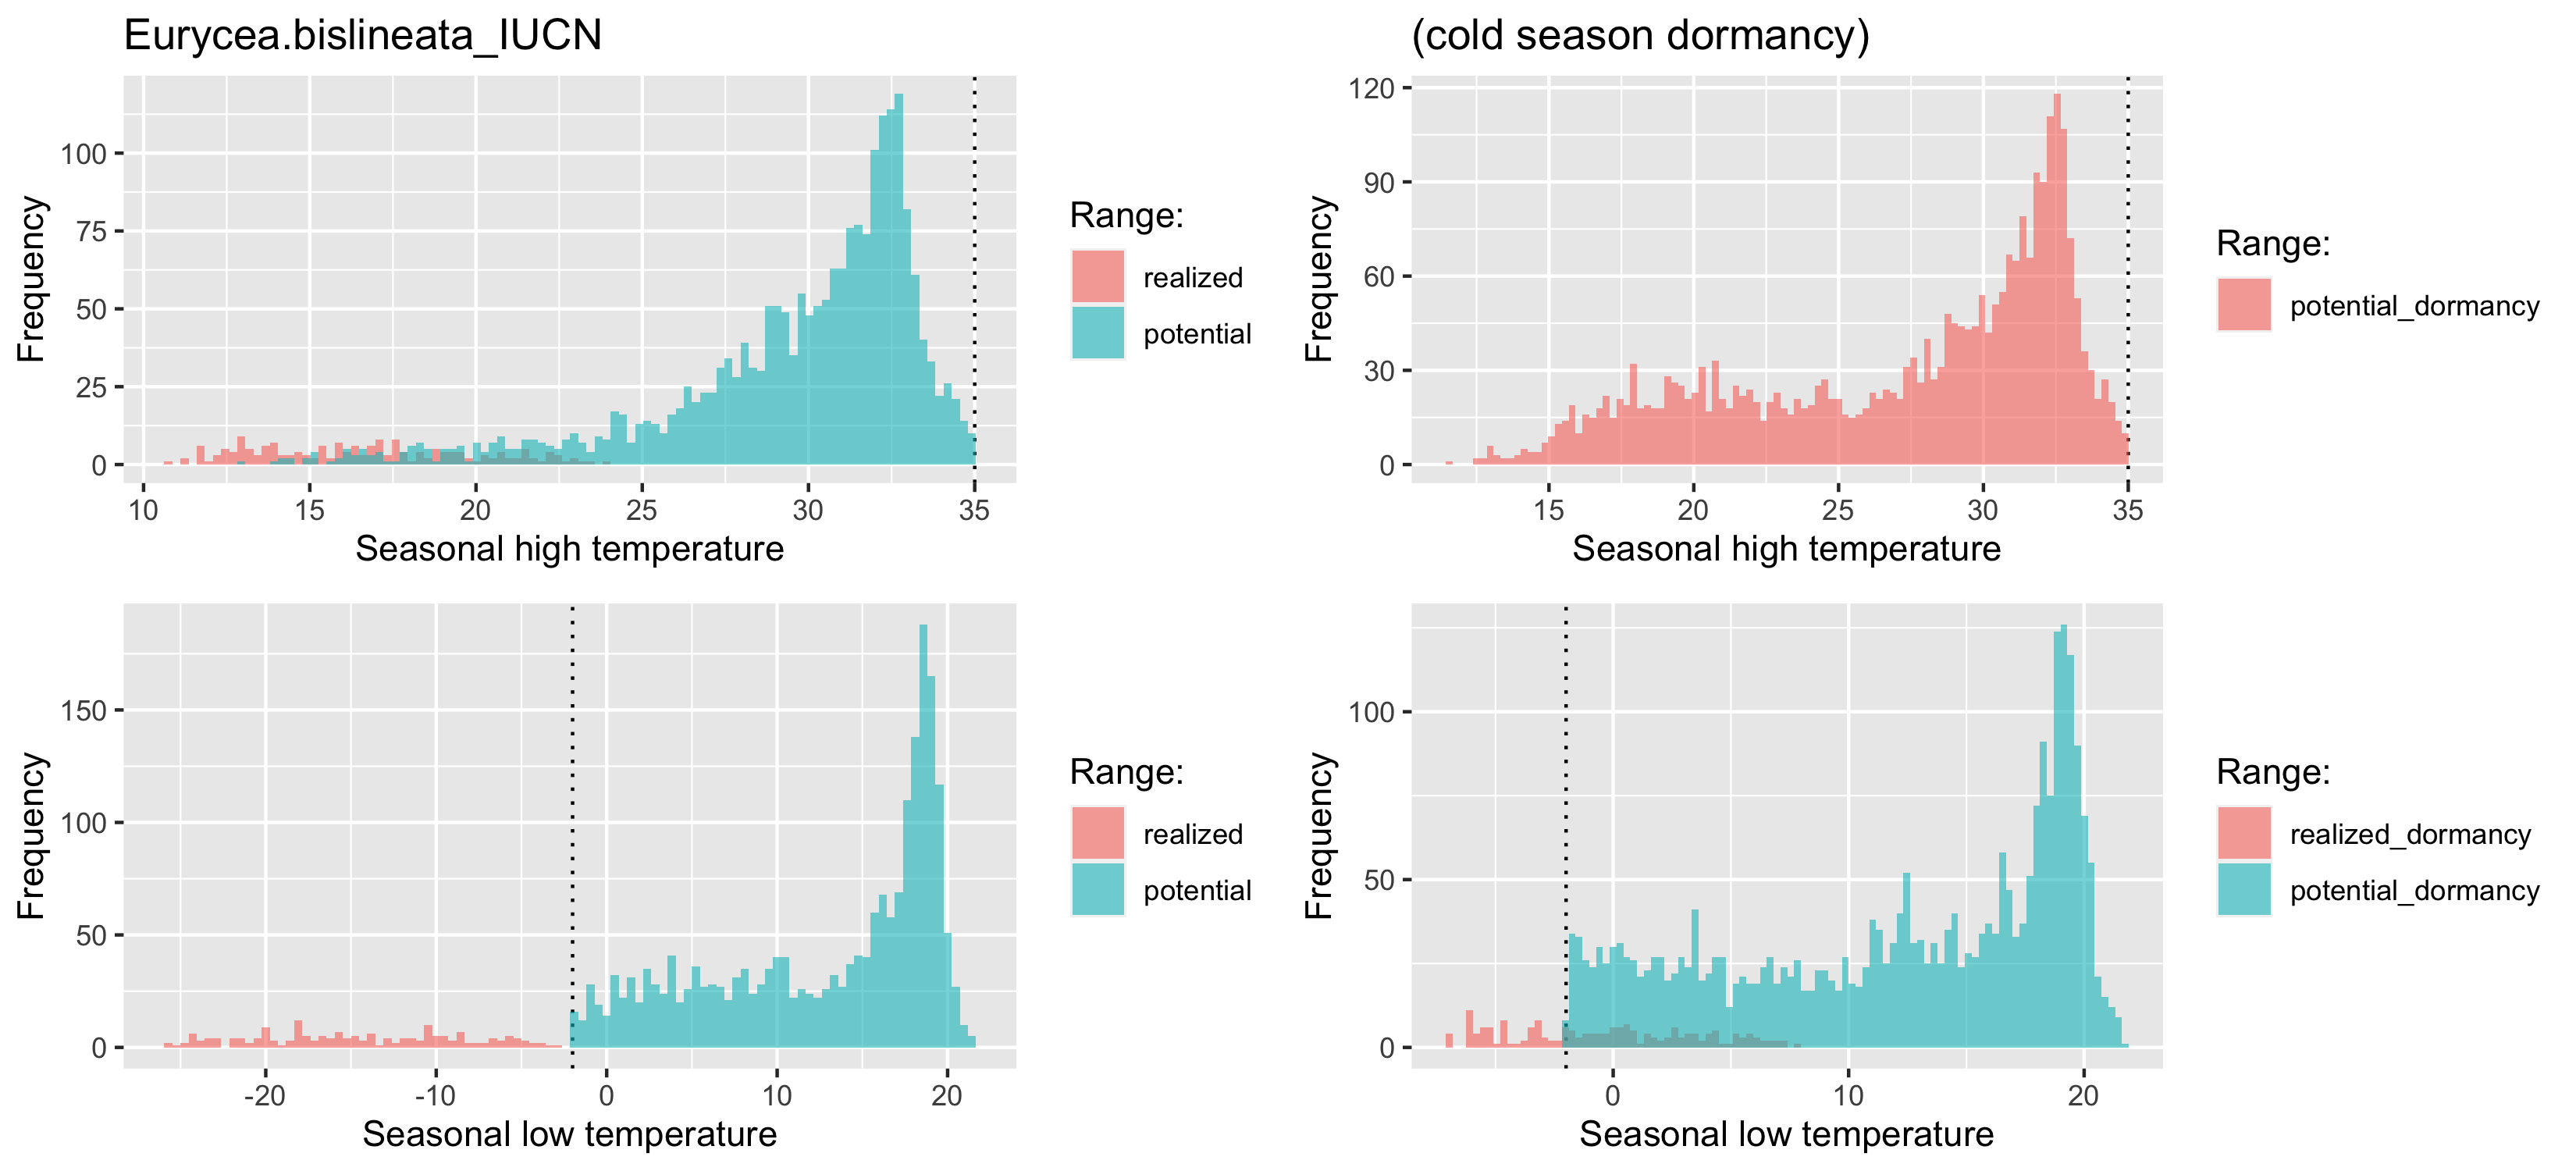 Eurycea.bislineata_IUCN
Frequency
100
75
50
25
0
10 15 20 25 30 35
Seasonal high temperature
Range:
realized
potential
(cold season dormancy)
Frequency
120
90
60
30
0
15 20 25 30 35
Seasonal high temperature
Range:
potential_dormancy
Frequency
150
100
50
0
-20 -10 0 10 20
Seasonal low temperature
Range:
realized
potential
Frequency
100
50
0
0 10 20
Seasonal low temperature
Range:
realized_dormancy
potential_dormancy